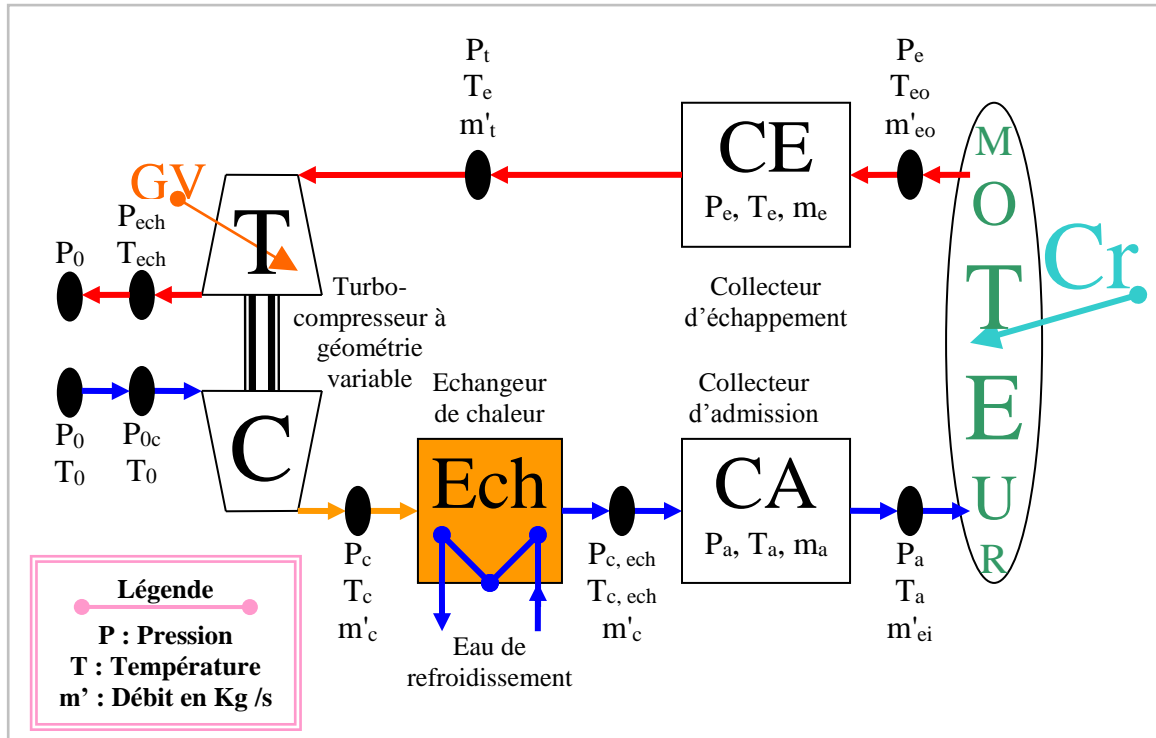 Pt
Te
m't
Pe
Teo
m'eo
CE
Pe, Te, me
MOTEUR
Cr
GV
T
Pech
Tech
P0
Turbo-
compresseur à
géométrie
variable
Collecteur
d'échappement
P0
T0
P0c
T0
C
Echangeur
de chaleur
Collecteur
d'admission
Ech
CA
Pa, Ta, ma
Pc
Tc
m'c
Eau de
refroidissement
Pc, ech
Tc, ech
m'c
Pa
Ta
m'ei
Légende
P : Pression
T : Température
m' : Débit en Kg /s